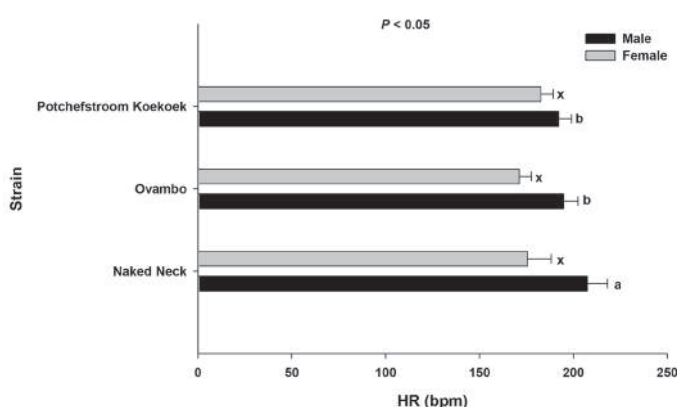 P < 0.05
Male
Female
Strain
Potchefstroom Koekoek
x
b
Ovambo
x
b
Naked Neck
x
a
0 50 100 150 200 250
HR (bpm)